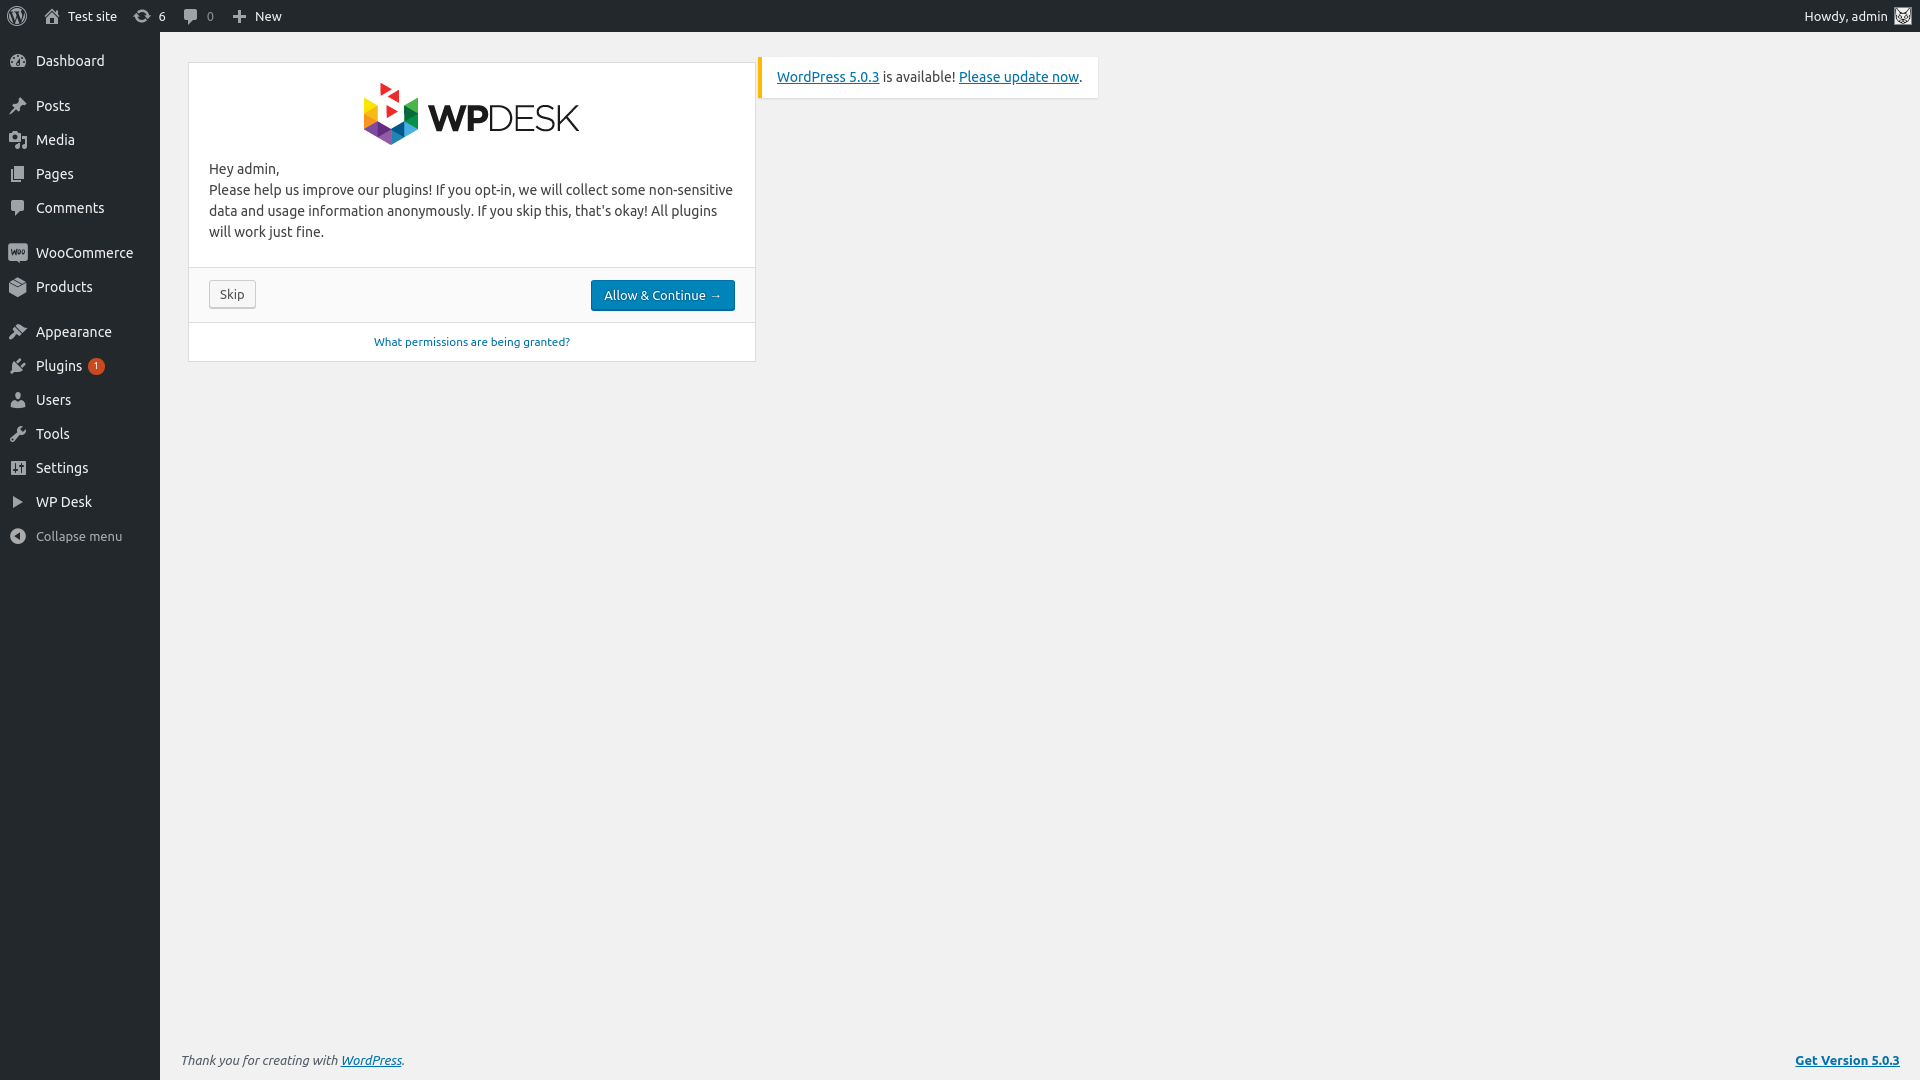 Test site
6
0
New
Howdy, admin
Dashboard
Posts
Media
Pages
Comments
WooCommerce
Products
Appearance
Plugins 1
Users
Tools
Settings
WP Desk
Collapse menu
WPDESK
Hey admin,
Please help us improve our plugins! If you opt-in, we will collect some non-sensitive
data and usage information anonymously. If you skip this, that's okay! All plugins
will work just fine.
Skip
Allow & Continue →
What permissions are being granted?
WordPress 5.0.3 is available! Please update now.
Thank you for creating with WordPress.
Get Version 5.0.3